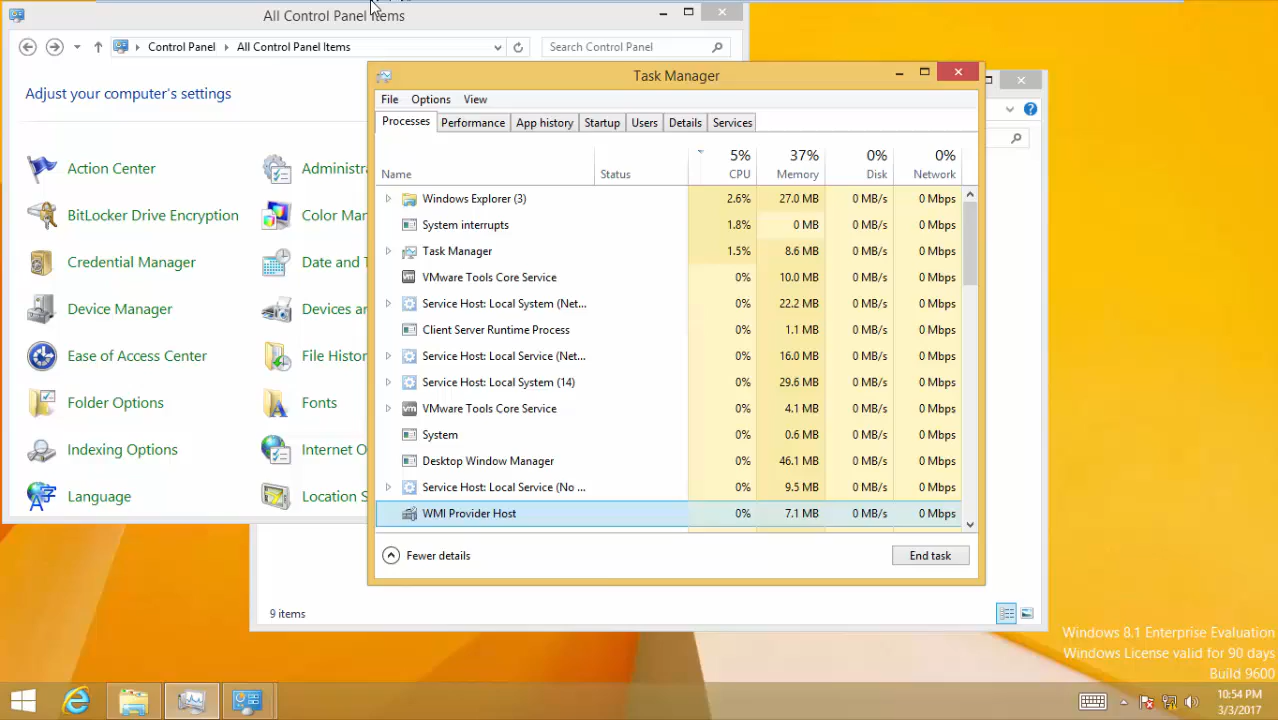 All Control Panel Items
Control Panel
All Control Panel Items
Search Control Panel
Adjust your computer's settings
Action Center
BitLocker Drive Encryption
Credential Manager
Device Manager
Ease of Access Center
Folder Options
Indexing Options
Language
Administra
Color Man
Date and T
Devices an
File Histor
Fonts
Internet O
Location S
Task Manager
File Options View
Processes Performance App history Startup Users Details Services
5% 37% 0% 0%
Name Status CPU Memory Disk Network
Windows Explorer (3) 2.6% 27.0 MB 0 MB/s 0 Mbps
System interrupts 1.8% 0 MB 0 MB/s 0 Mbps
Task Manager 1.5% 8.6 MB 0 MB/s 0 Mbps
VMware Tools Core Service 0% 10.0 MB 0 MB/s 0 Mbps
Service Host: Local System (Net... 0% 22.2 MB 0 MB/s 0 Mbps
Client Server Runtime Process 0% 1.1 MB 0 MB/s 0 Mbps
Service Host: Local Service (Net... 0% 16.0 MB 0 MB/s 0 Mbps
Service Host: Local System (14) 0% 29.6 MB 0 MB/s 0 Mbps
VMware Tools Core Service 0% 4.1 MB 0 MB/s 0 Mbps
System 0% 0.6 MB 0 MB/s 0 Mbps
Desktop Window Manager 0% 46.1 MB 0 MB/s 0 Mbps
Service Host: Local Service (No ... 0% 9.5 MB 0 MB/s 0 Mbps
WMI Provider Host 0% 7.1 MB 0 MB/s 0 Mbps
Fewer details
End task
9 items
Windows 8.1 Enterprise Evaluation
Windows License valid for 90 days
Build 9600
10:54 PM
3/3/2017